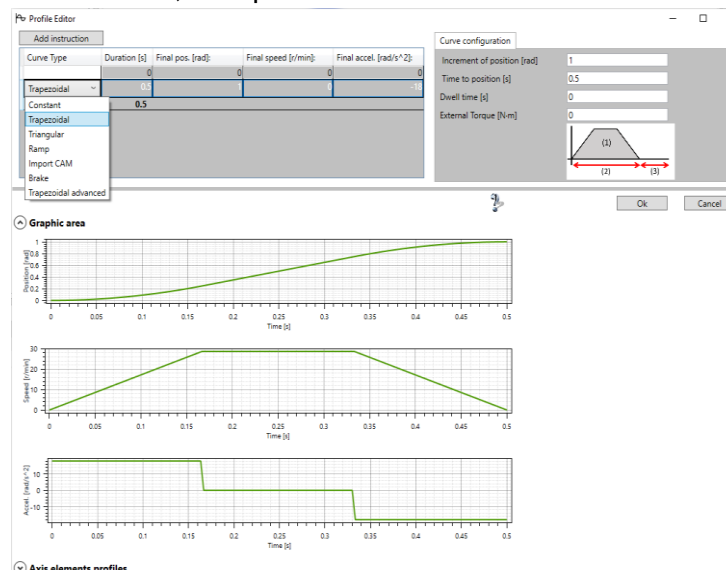 Profile Editor
Add instruction
Curve Type Duration [s] Final pos. [rad]: Final speed [r/min]: Final accel. [rad/s^2]:
0 0 0 0
Trapezoidal 0.5 1 0 -18
Constant 0.5
Trapezoidal
Triangular
Ramp
Import CAM
Brake
Trapezoidal advanced
Curve configuration
Increment of position [rad] 1
Time to position [s] 0.5
Dwell time [s] 0
External Torque [N·m] 0
(1)
(2) (3)
Ok Cancel
Graphic area
Position [rad]
1
0.8
0.6
0.4
0.2
0
0 0.05 0.1 0.15 0.2 0.25 0.3 0.35 0.4 0.45 0.5
Time [s]
Speed [r/min]
30
20
10
0
0 0.05 0.1 0.15 0.2 0.25 0.3 0.35 0.4 0.45 0.5
Time [s]
Accel. [rad/s^2]
10
0
-10
0 0.05 0.1 0.15 0.2 0.25 0.3 0.35 0.4 0.45 0.5
Time [s]
Axis elements profiles